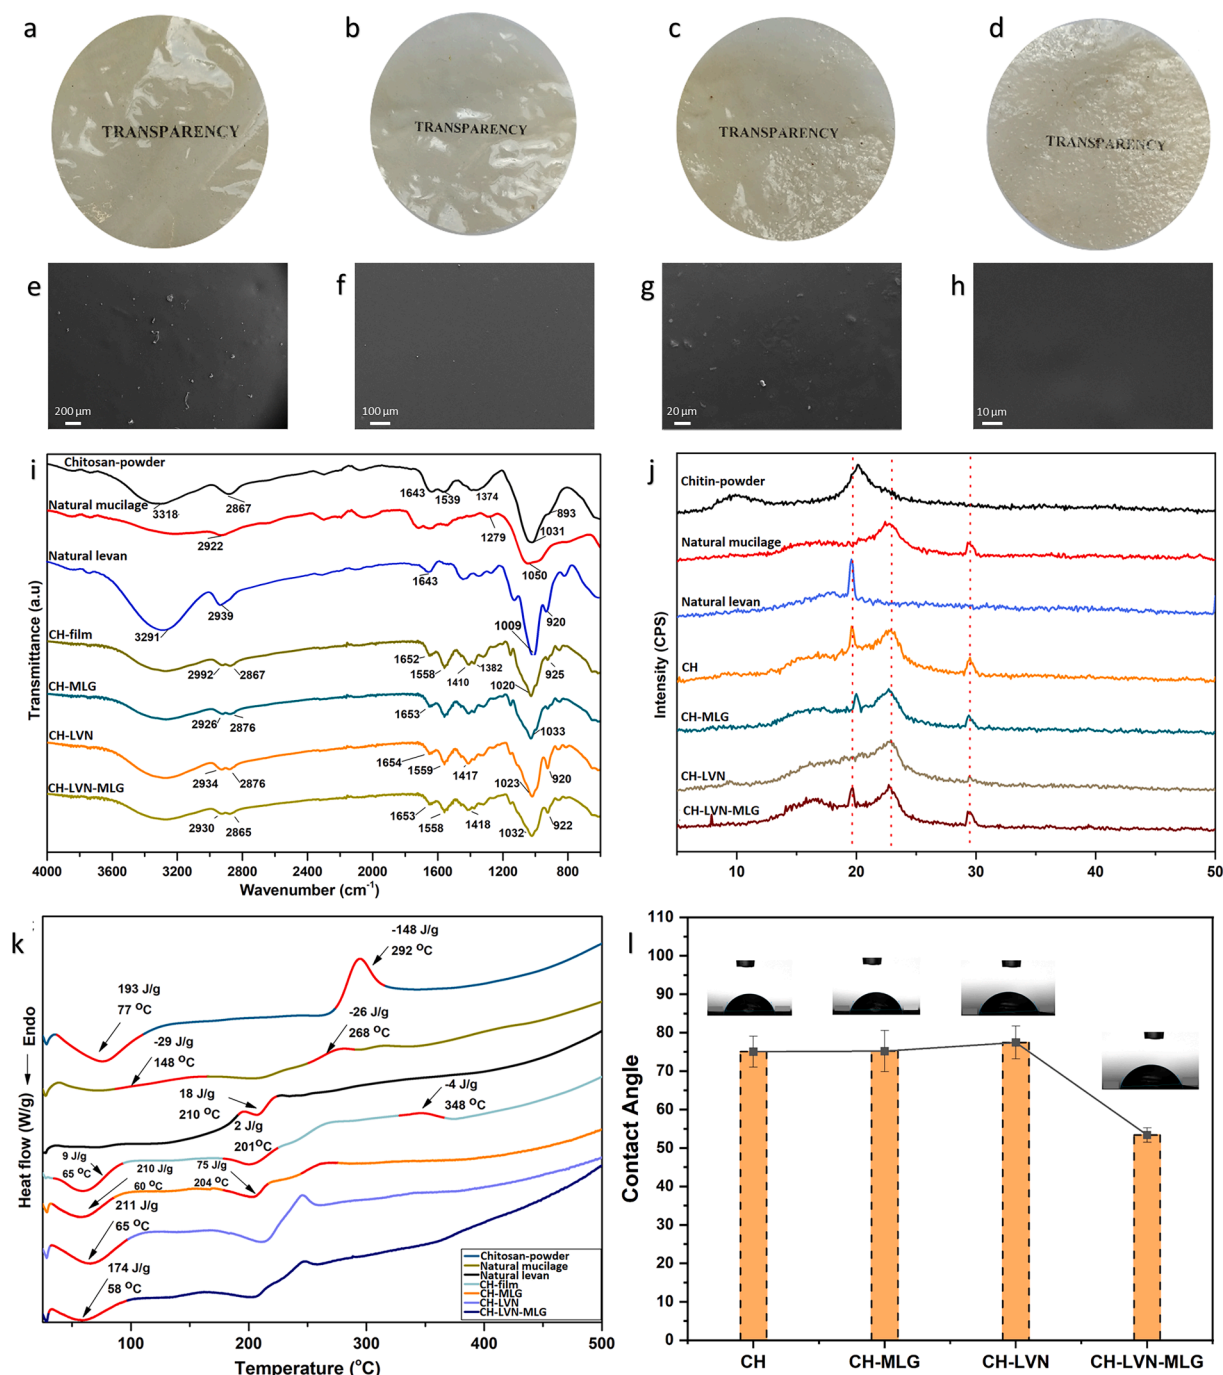 a
b
c
d
TRANSPARENCY
TRANSPARENCY
TRANSPARENCY
TRANSPARENCY
e
f
g
h
200 µm
100 µm
20 µm
10 µm
i
Chitosan-powder
3318
2867
1643
1539
1374
893
1031
Natural mucilage
2922
1279
1050
Natural levan
3291
2939
1643
1009
920
CH-film
2992
2867
1652
1558
1410
1382
1020
925
CH-MLG
2926
2876
1653
1033
CH-LVN
2934
2876
1654
1559
1417
1023
920
CH-LVN-MLG
2930
2865
1653
1558
1418
1032
922
Transmittance (a.u)
4000 3600 3200 2800 2400 2000 1600 1200 800
Wavenumber (cm-1)
j
Chitin-powder
Natural mucilage
Natural levan
CH
CH-MLG
CH-LVN
CH-LVN-MLG
Intensity (CPS)
10 20 30 40 50
k
-148 J/g
292 °C
193 J/g
77 °C
-26 J/g
268 °C
-29 J/g
148 °C
18 J/g
210 °C
-4 J/g
348 °C
2 J/g
201°C
9 J/g
65 °C
210 J/g
60 °C
75 J/g
204 °C
211 J/g
65 °C
174 J/g
58 °C
Chitosan-powder
Natural mucilage
Natural levan
CH-film
CH-MLG
CH-LVN
CH-LVN-MLG
Heat flow (W/g) ← Endo
100 200 300 400 500
Temperature (°C)
l
110
100
90
80
70
60
50
40
30
20
10
0
Contact Angle
CH CH-MLG CH-LVN CH-LVN-MLG